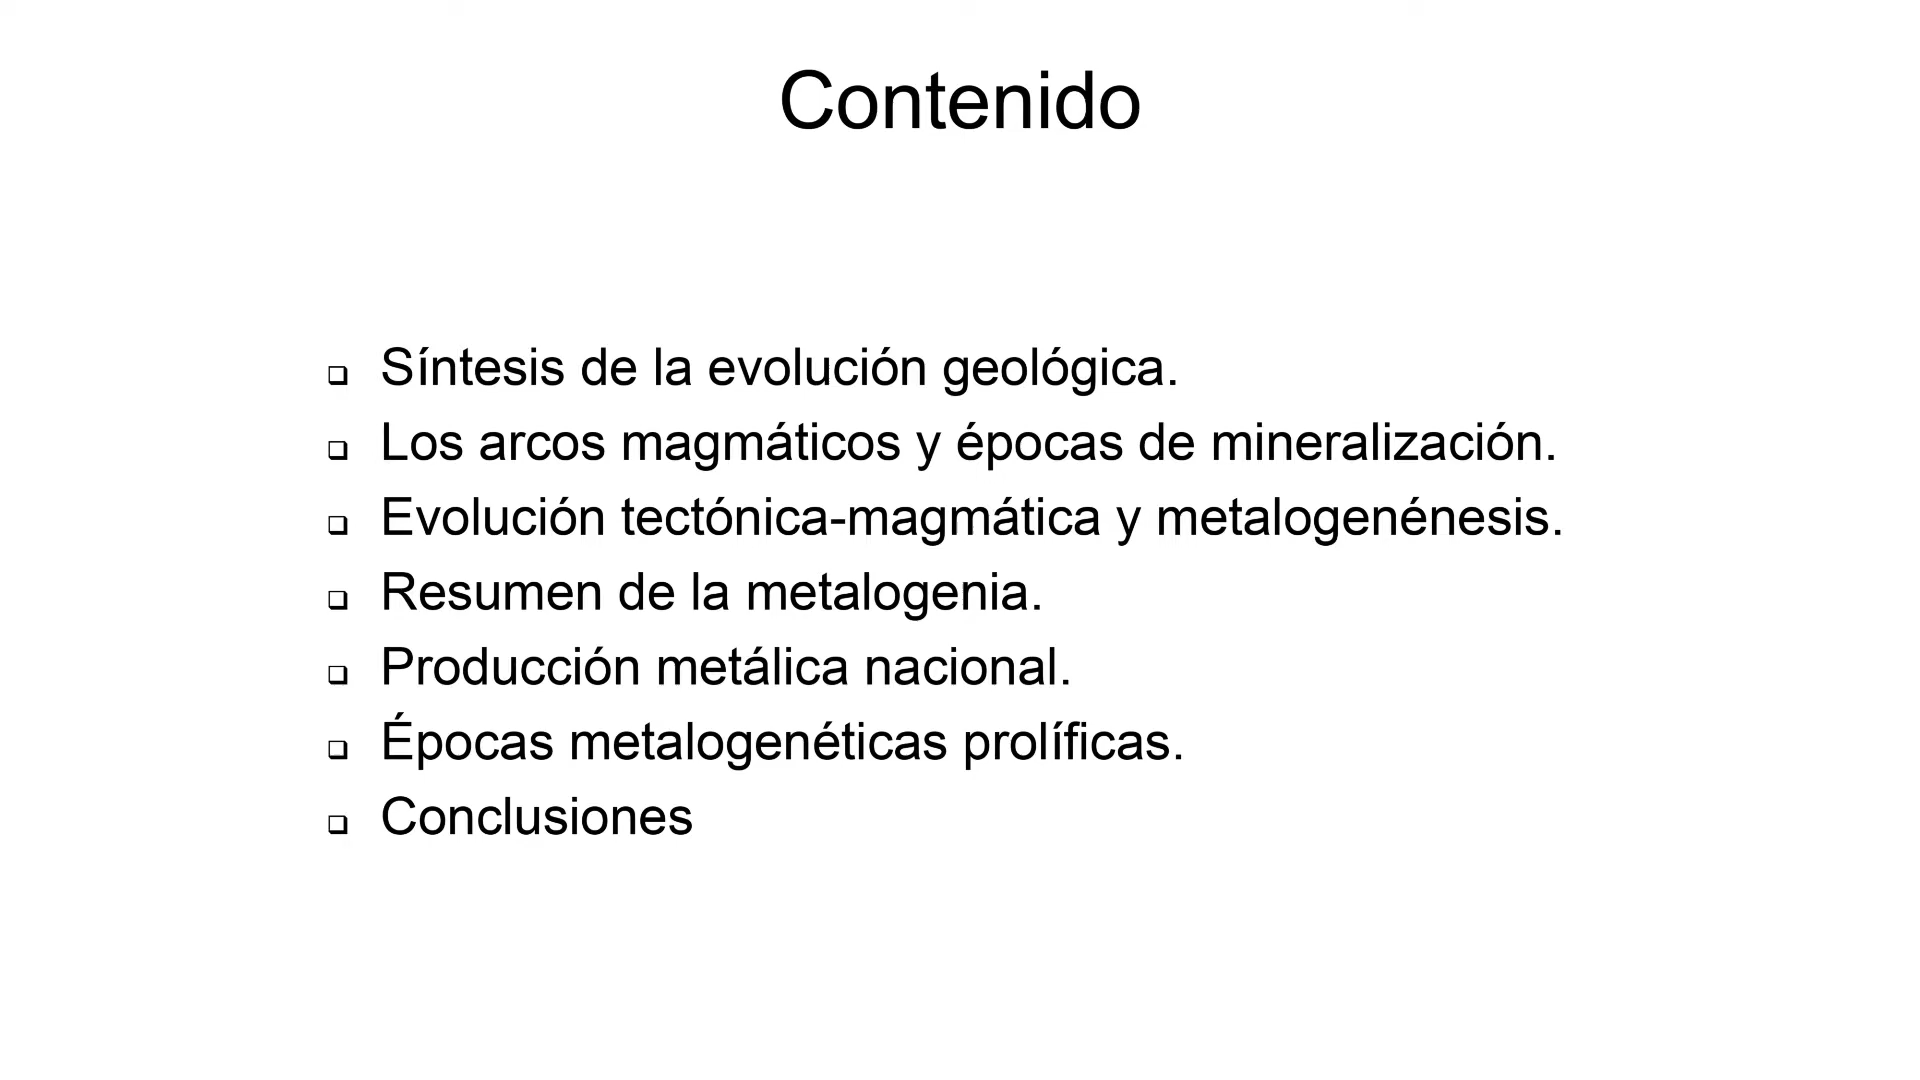 Contenido
❑ Síntesis de la evolución geológica.
❑ Los arcos magmáticos y épocas de mineralización.
❑ Evolución tectónica-magmática y metalogenénesis.
❑ Resumen de la metalogenia.
❑ Producción metálica nacional.
❑ Épocas metalogenéticas prolíficas.
❑ Conclusiones